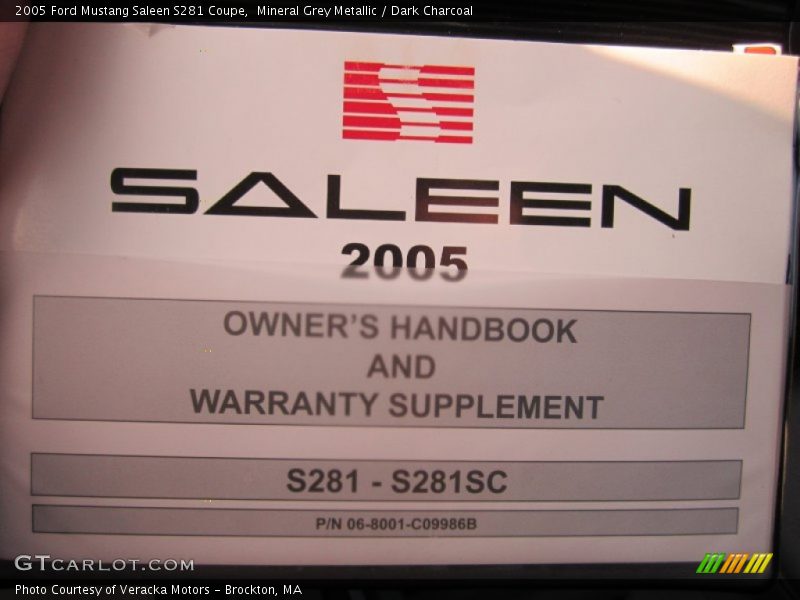 2005 Ford Mustang Saleen S281 Coupe,  Mineral Grey Metallic / Dark Charcoal
SALEEN
2005
OWNER'S HANDBOOK
AND
WARRANTY SUPPLEMENT
S281 - S281SC
P/N 06-8001-C09986B
GTCARLOT.COM
Photo Courtesy of Veracka Motors - Brockton, MA